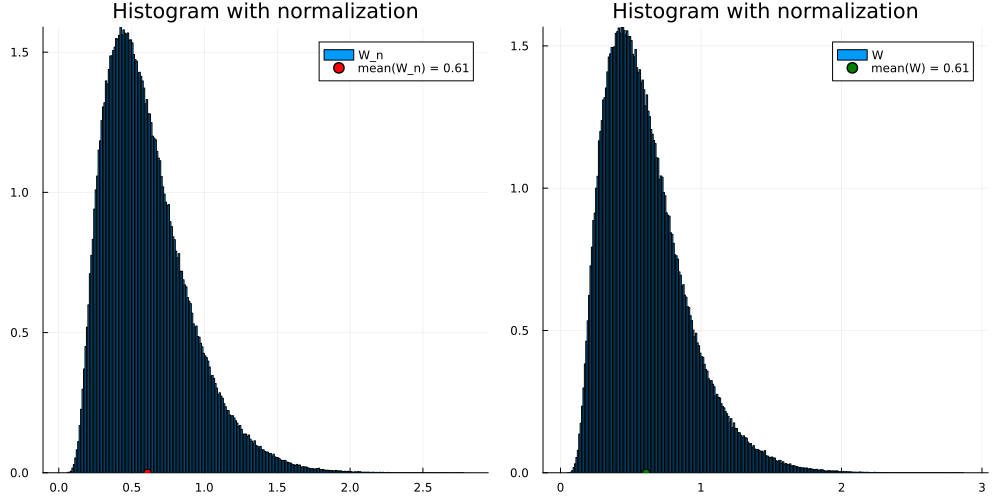 Histogram with normalization
1.5
1.0
0.5
0.0
W_n
mean(W_n) = 0.61
0.0 0.5 1.0 1.5 2.0 2.5
Histogram with normalization
1.5
1.0
0.5
0.0
W
mean(W) = 0.61
0 1 2 3